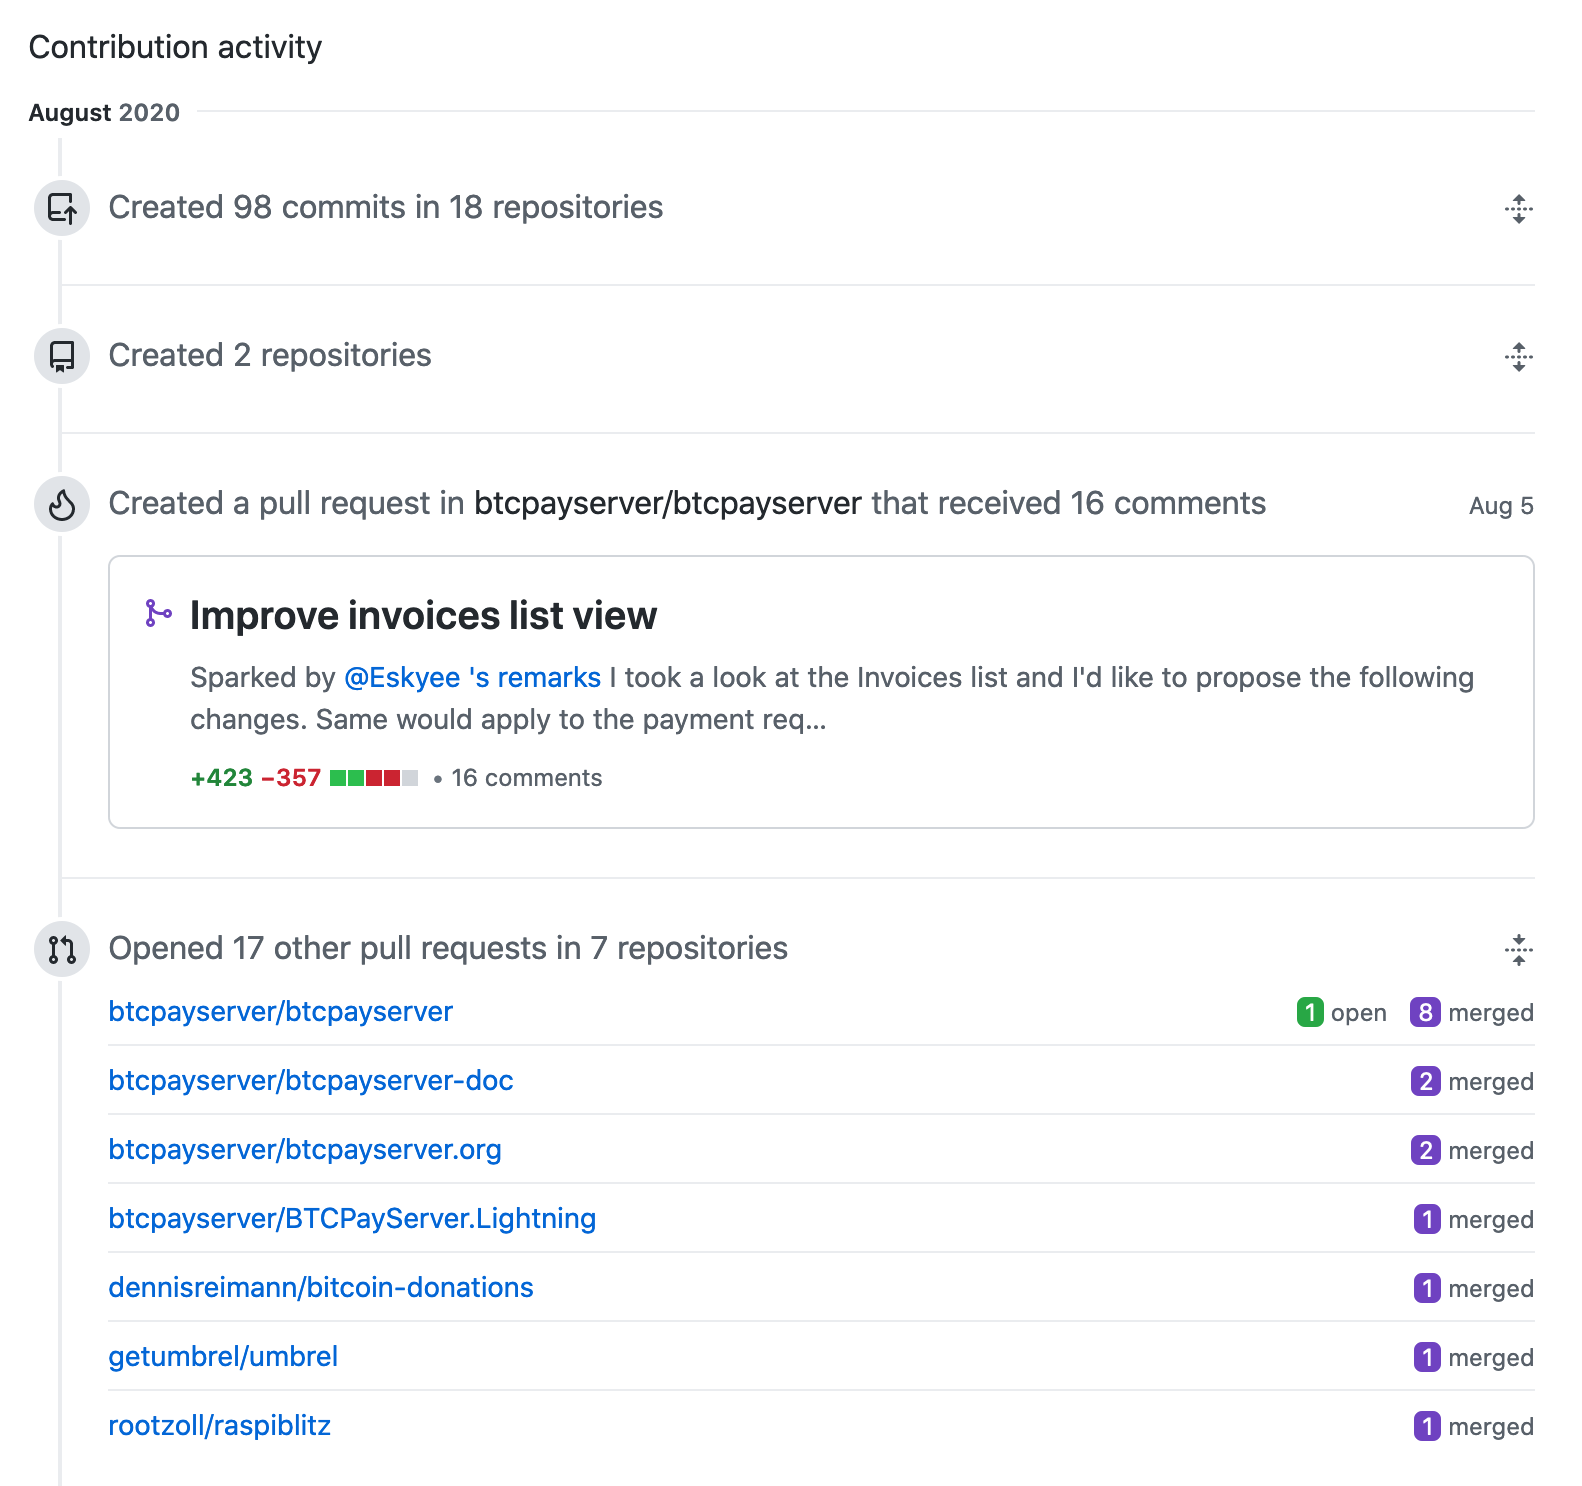 Contribution activity
August 2020
Created 98 commits in 18 repositories
Created 2 repositories
Created a pull request in btcpayserver/btcpayserver that received 16 comments Aug 5
Improve invoices list view
Sparked by @Eskyee 's remarks I took a look at the Invoices list and I'd like to propose the following
changes. Same would apply to the payment req...
+423 −357 • 16 comments
Opened 17 other pull requests in 7 repositories
btcpayserver/btcpayserver 1 open 8 merged
btcpayserver/btcpayserver-doc 2 merged
btcpayserver/btcpayserver.org 2 merged
btcpayserver/BTCPayServer.Lightning 1 merged
dennisreimann/bitcoin-donations 1 merged
getumbrel/umbrel 1 merged
rootzoll/raspiblitz 1 merged